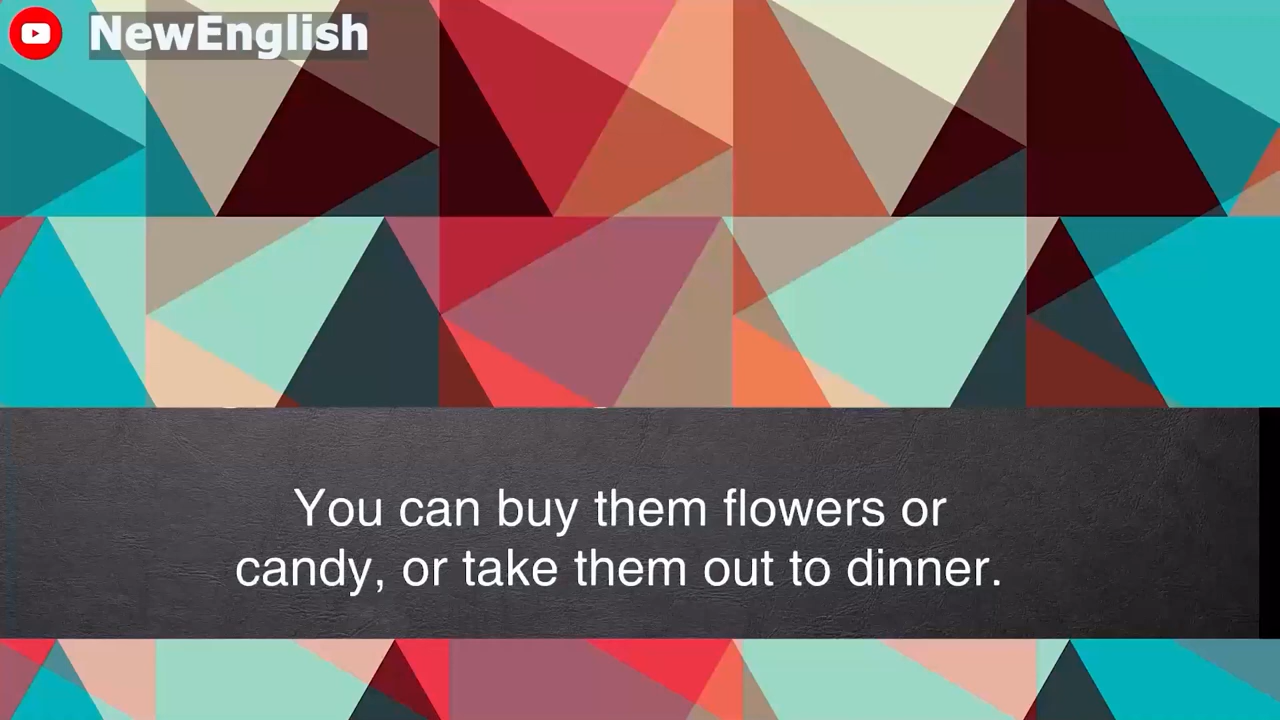 NewEnglish
You can buy them flowers or
candy, or take them out to dinner.